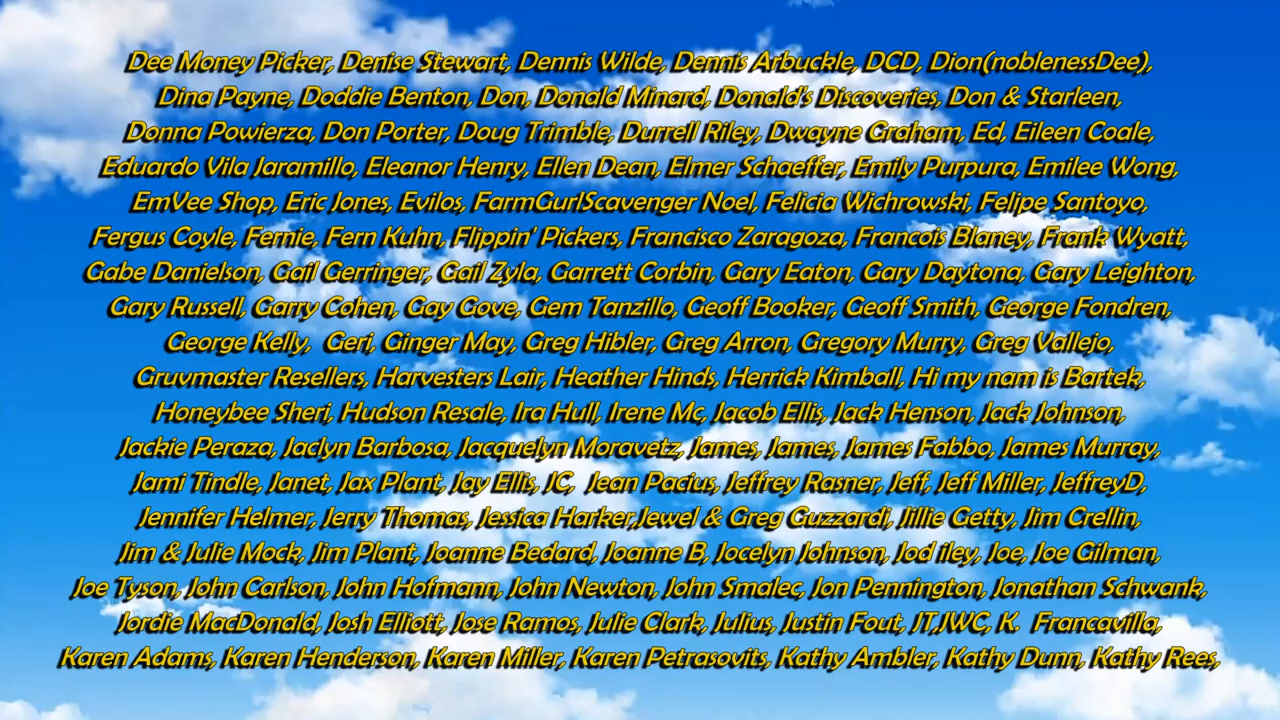 Dee Money Picker, Denise Stewart, Dennis Wilde, Dennis Arbuckle, DCD, Dion(noblenessDee),
Dina Payne, Doddie Benton, Don, Donald Minard, Donald's Discoveries, Don & Starleen,
Donna Powierza, Don Porter, Doug Trimble, Durrell Riley, Dwayne Graham, Ed, Eileen Coale,
Eduardo Vila Jaramillo, Eleanor Henry, Ellen Dean, Elmer Schaeffer, Emily Purpura, Emilee Wong,
EmVee Shop, Eric Jones, Evilos, FarmGurlScavenger Noel, Felicia Wichrowski, Felipe Santoyo,
Fergus Coyle, Fernie, Fern Kuhn, Flippin' Pickers, Francisco Zaragoza, Francois Blaney, Frank Wyatt,
Gabe Danielson, Gail Gerringer, Gail Zyla, Garrett Corbin, Gary Eaton, Gary Daytona, Gary Leighton,
Gary Russell, Garry Cohen, Gay Gove, Gem Tanzillo, Geoff Booker, Geoff Smith, George Fondren,
George Kelly,  Geri, Ginger May, Greg Hibler, Greg Arron, Gregory Murry, Greg Vallejo,
Gruvmaster Resellers, Harvesters Lair, Heather Hinds, Herrick Kimball, Hi my nam is Bartek,
Honeybee Sheri, Hudson Resale, Ira Hull, Irene Mc, Jacob Ellis, Jack Henson, Jack Johnson,
Jackie Peraza, Jaclyn Barbosa, Jacquelyn Moravetz, James, James, James Fabbo, James Murray,
Jami Tindle, Janet, Jax Plant, Jay Ellis, JC,  Jean Pacius, Jeffrey Rasner, Jeff, Jeff Miller, JeffreyD,
Jennifer Helmer, Jerry Thomas, Jessica Harker,Jewel & Greg Guzzardi, Jillie Getty, Jim Crellin,
Jim & Julie Mock, Jim Plant, Joanne Bedard, Joanne B, Jocelyn Johnson, Jod iley, Joe, Joe Gilman,
Joe Tyson, John Carlson, John Hofmann, John Newton, John Smalec, Jon Pennington, Jonathan Schwank,
Jordie MacDonald, Josh Elliott, Jose Ramos, Julie Clark, Julius, Justin Fout, JT,JWC, K.  Francavilla,
Karen Adams, Karen Henderson, Karen Miller, Karen Petrasovits, Kathy Ambler, Kathy Dunn, Kathy Rees,